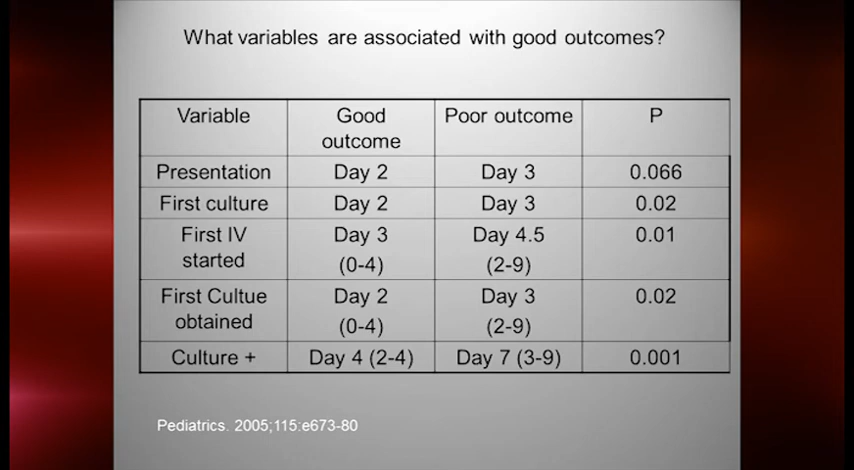 What variables are associated with good outcomes?
Variable Good outcome Poor outcome P
Presentation Day 2 Day 3 0.066
First culture Day 2 Day 3 0.02
First IV started Day 3 (0-4) Day 4.5 (2-9) 0.01
First Cultue obtained Day 2 (0-4) Day 3 (2-9) 0.02
Culture + Day 4 (2-4) Day 7 (3-9) 0.001
Pediatrics. 2005;115:e673-80